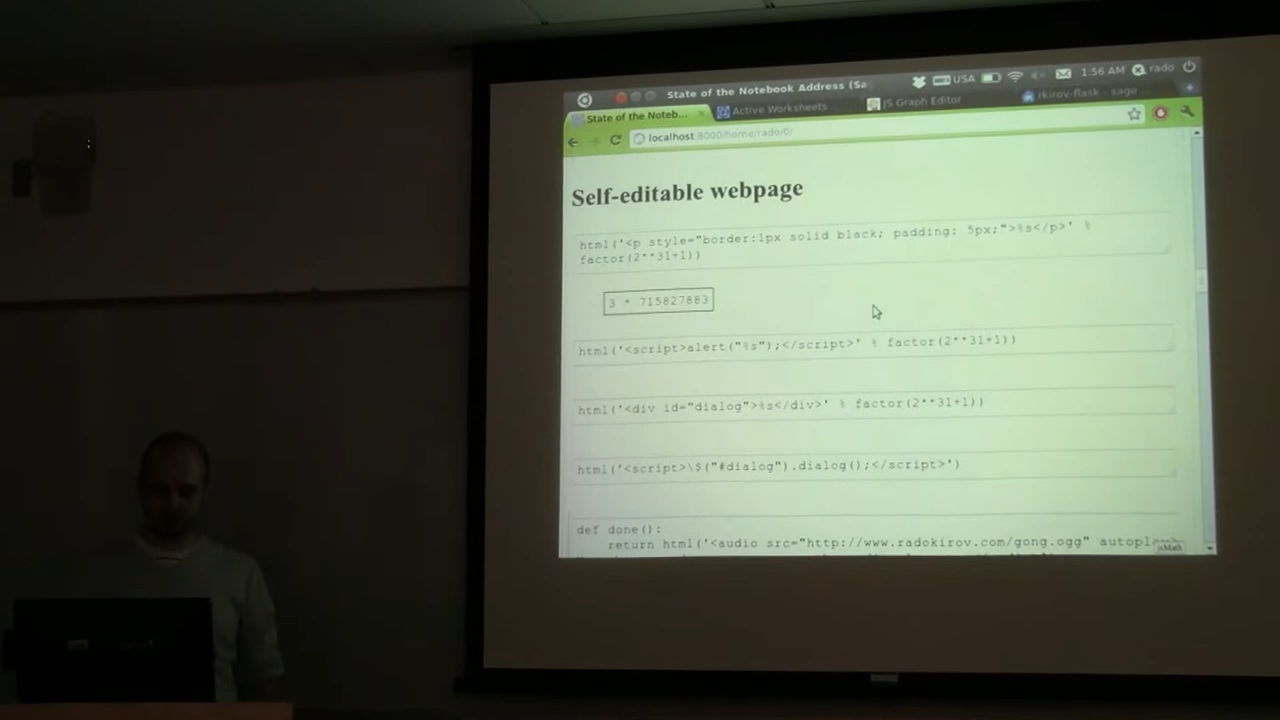 State of the Notebook Address (Sa
USA
1:56 AM
rado
State of the Noteb...
Active Worksheets
JS Graph Editor
rkirov-flask - sage ...
localhost:8000/home/rado/0/
Self-editable webpage
html('<p style="border:1px solid black; padding: 5px;">%s</p>' %
factor(2**31+1))
3 * 715827883
html('<script>alert("%s");</script>' % factor(2**31+1))
html('<div id="dialog">%s</div>' % factor(2**31+1))
html('<script>\$("#dialog").dialog();</script>')
def done():
return html('<audio src="http://www.radokirov.com/gong.ogg" autoplay
jsMath